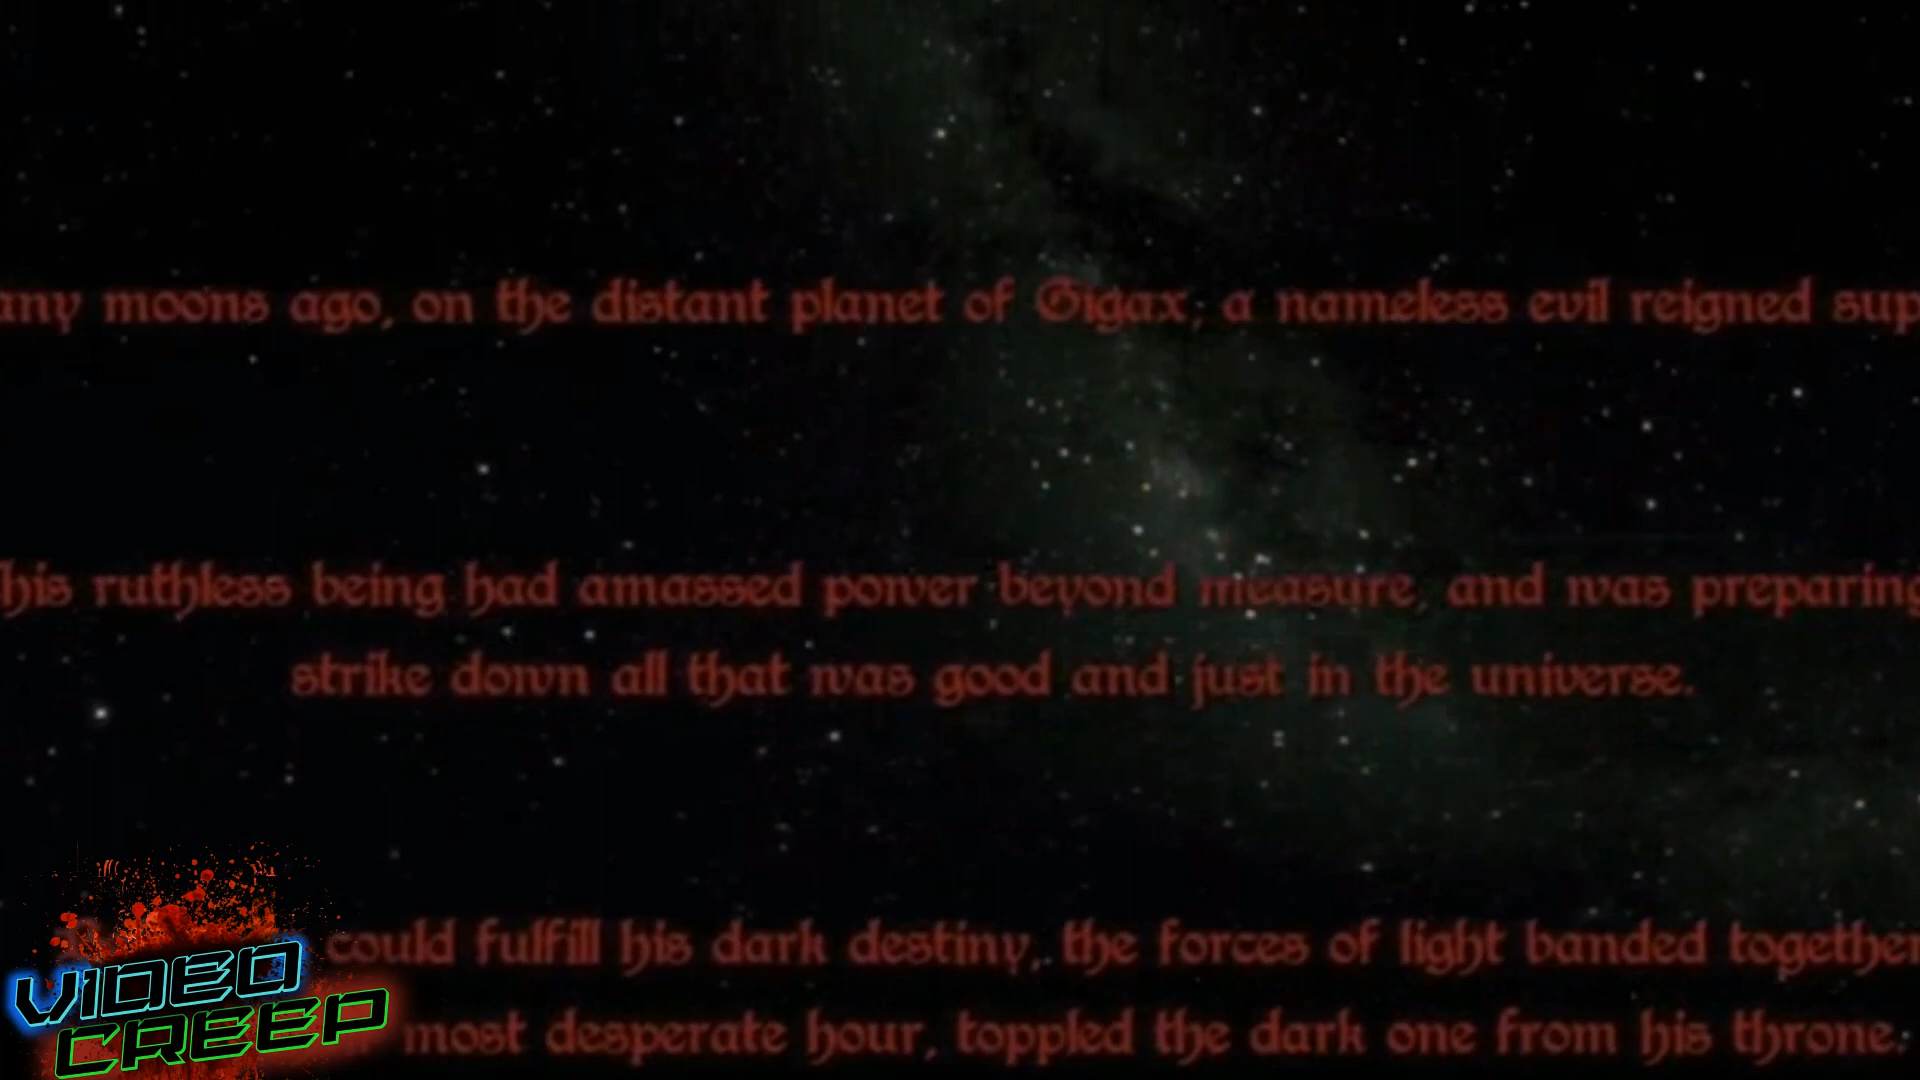 any moons ago, on the distant planet of Gigax, a nameless evil reigned sup
his ruthless being had amassed power beyond measure, and was preparing
strike down all that was good and just in the universe.
could fulfill his dark destiny, the forces of light banded together
most desperate hour, toppled the dark one from his throne.
VIDEO
CREEP